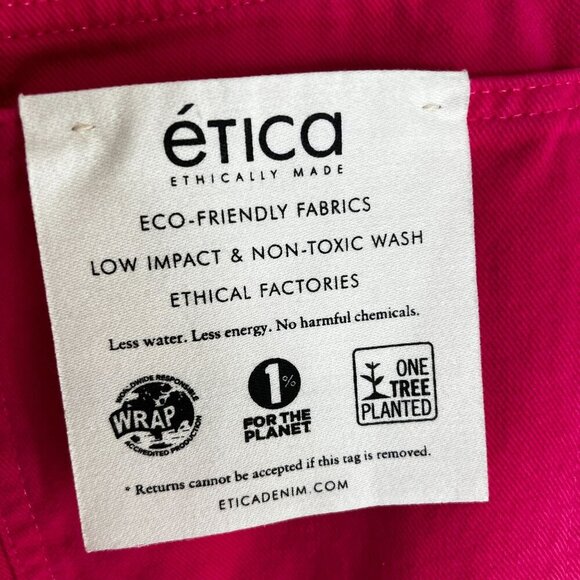 éTICa
ETHICALLY MADE
ECO-FRIENDLY FABRICS
LOW IMPACT & NON-TOXIC WASH
ETHICAL FACTORIES
Less water. Less energy. No harmful chemicals.
WORLDWIDE RESPONSIBLE
WRAP
ACCREDITED PRODUCTION
1%
FOR THE
PLANET
ONE
TREE
PLANTED
* Returns cannot be accepted if this tag is removed.
ETICADENIM.COM